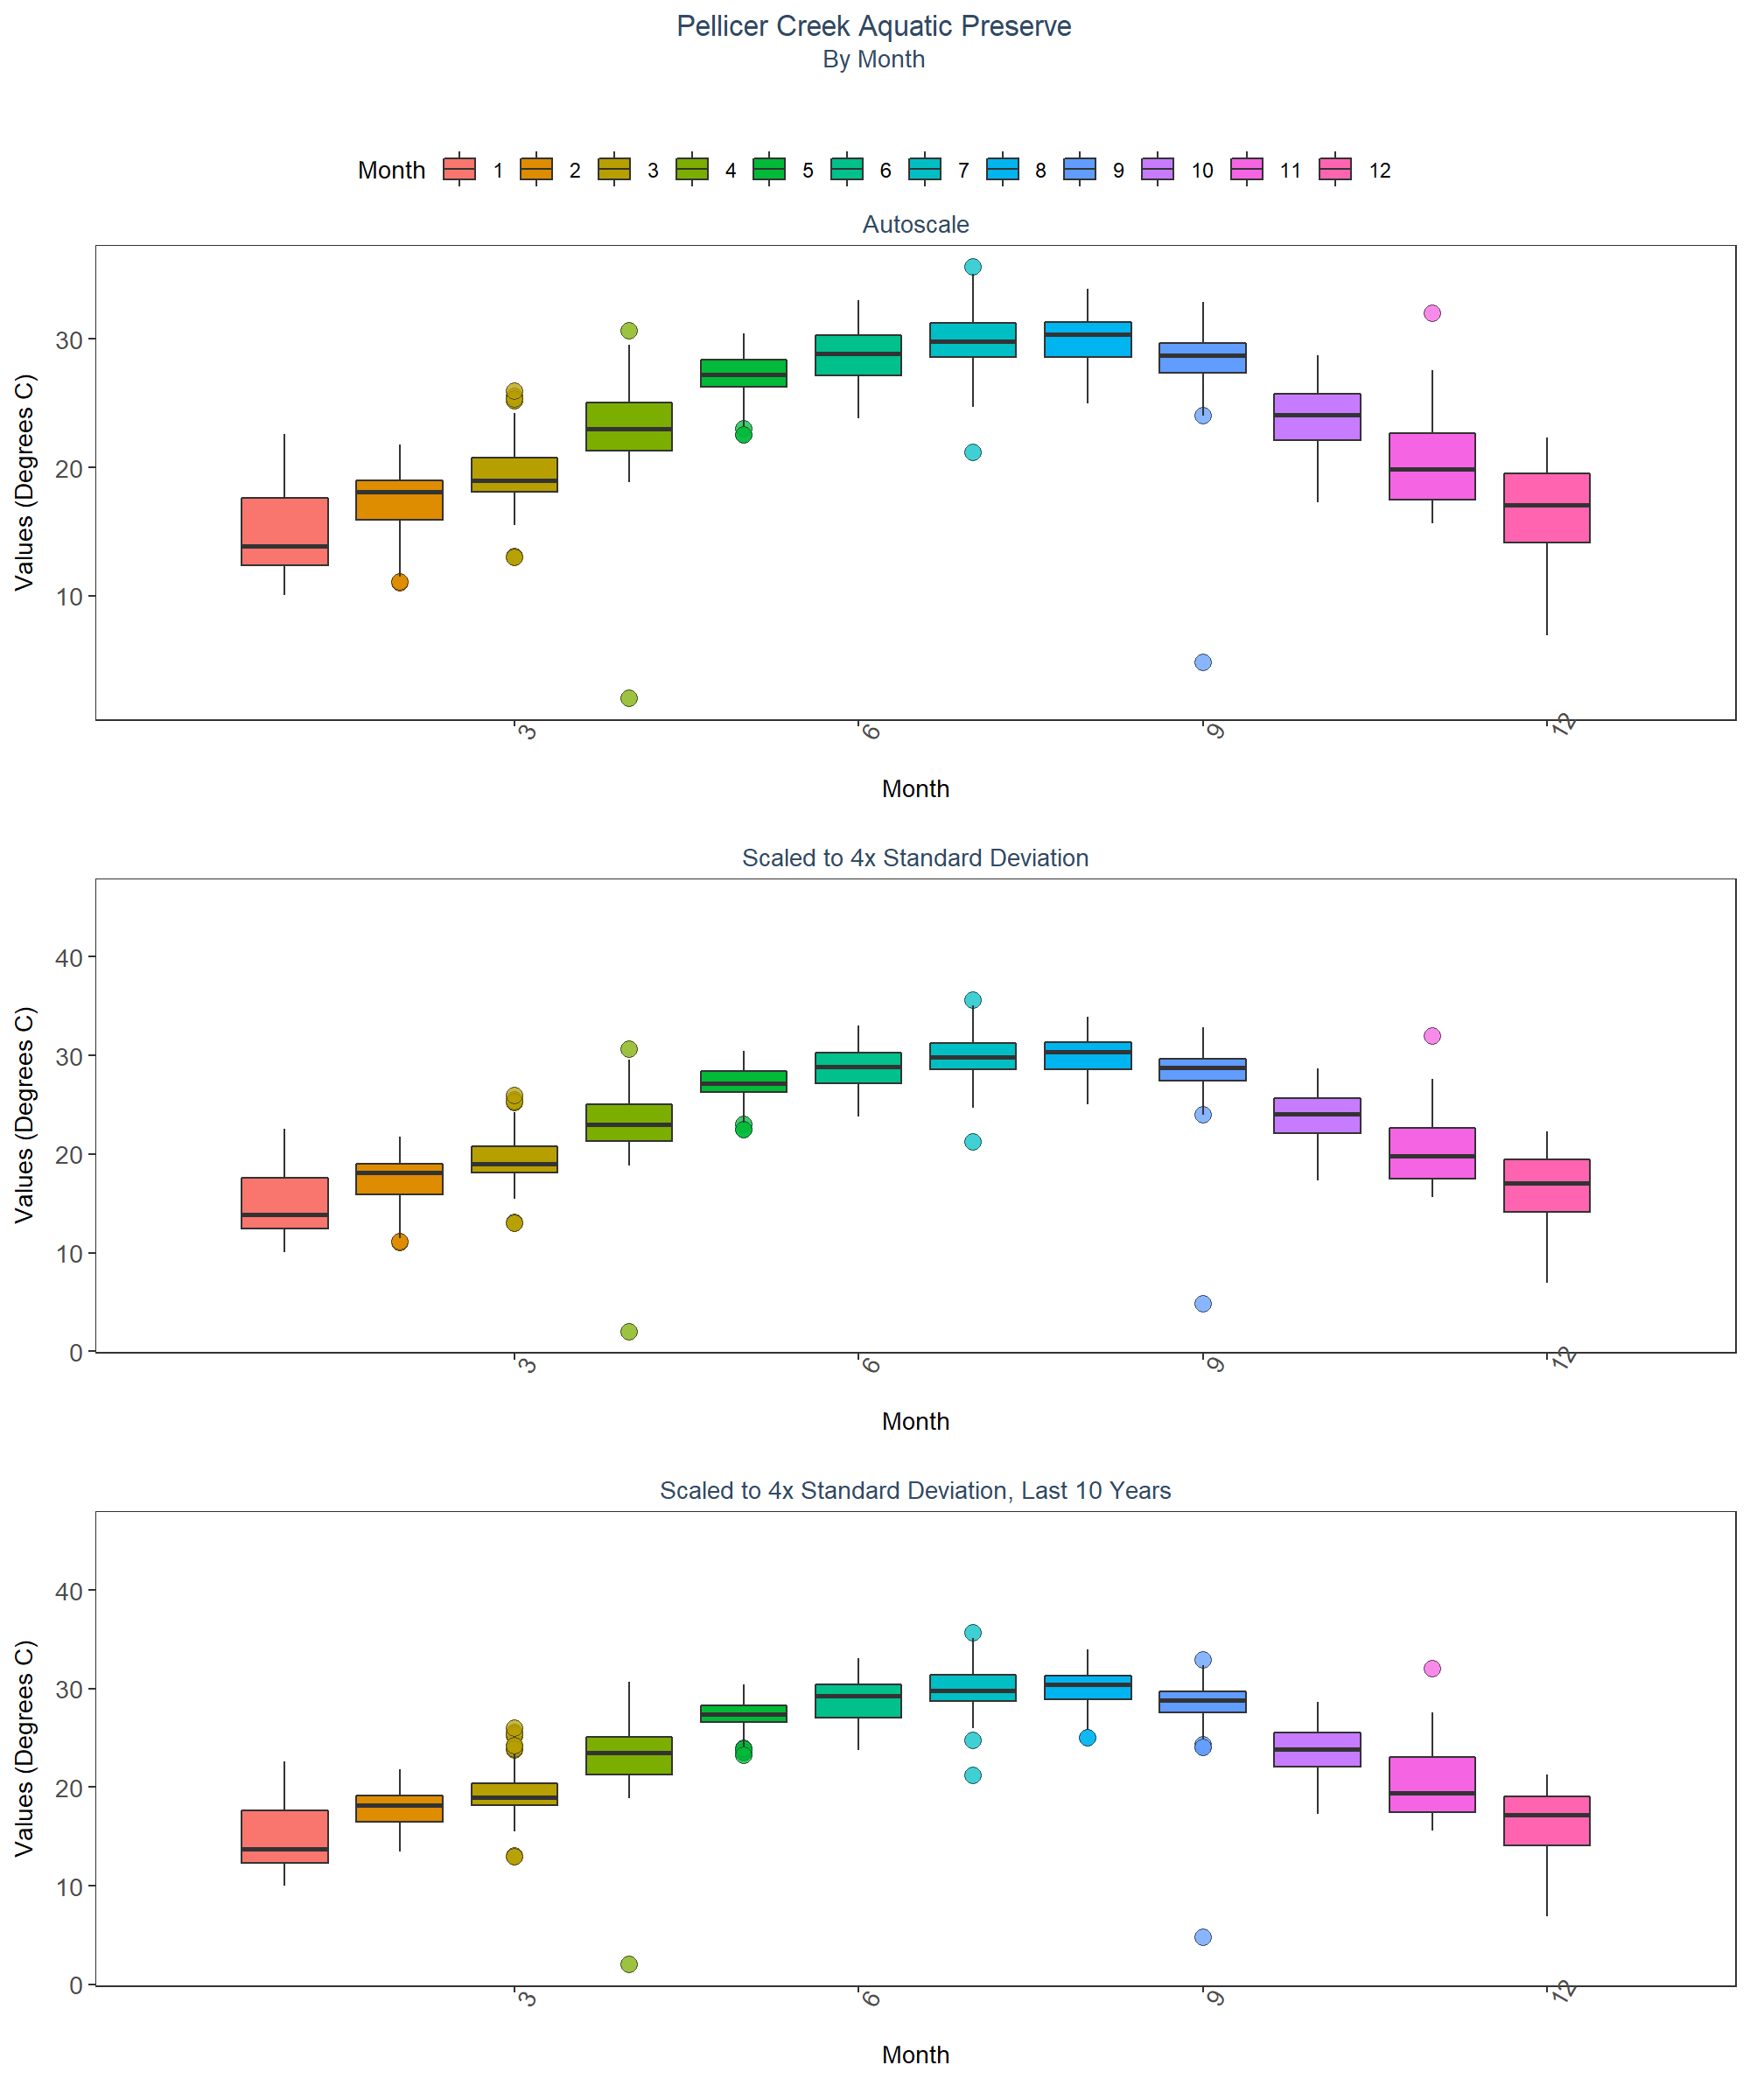 Pellicer Creek Aquatic Preserve
By Month
Month 1 2 3 4 5 6 7 8 9 10 11 12
Autoscale
Values (Degrees C)
30
20
10
3 6 9 12
Month
Scaled to 4x Standard Deviation
Values (Degrees C)
40
30
20
10
0
3 6 9 12
Month
Scaled to 4x Standard Deviation, Last 10 Years
Values (Degrees C)
40
30
20
10
0
3 6 9 12
Month